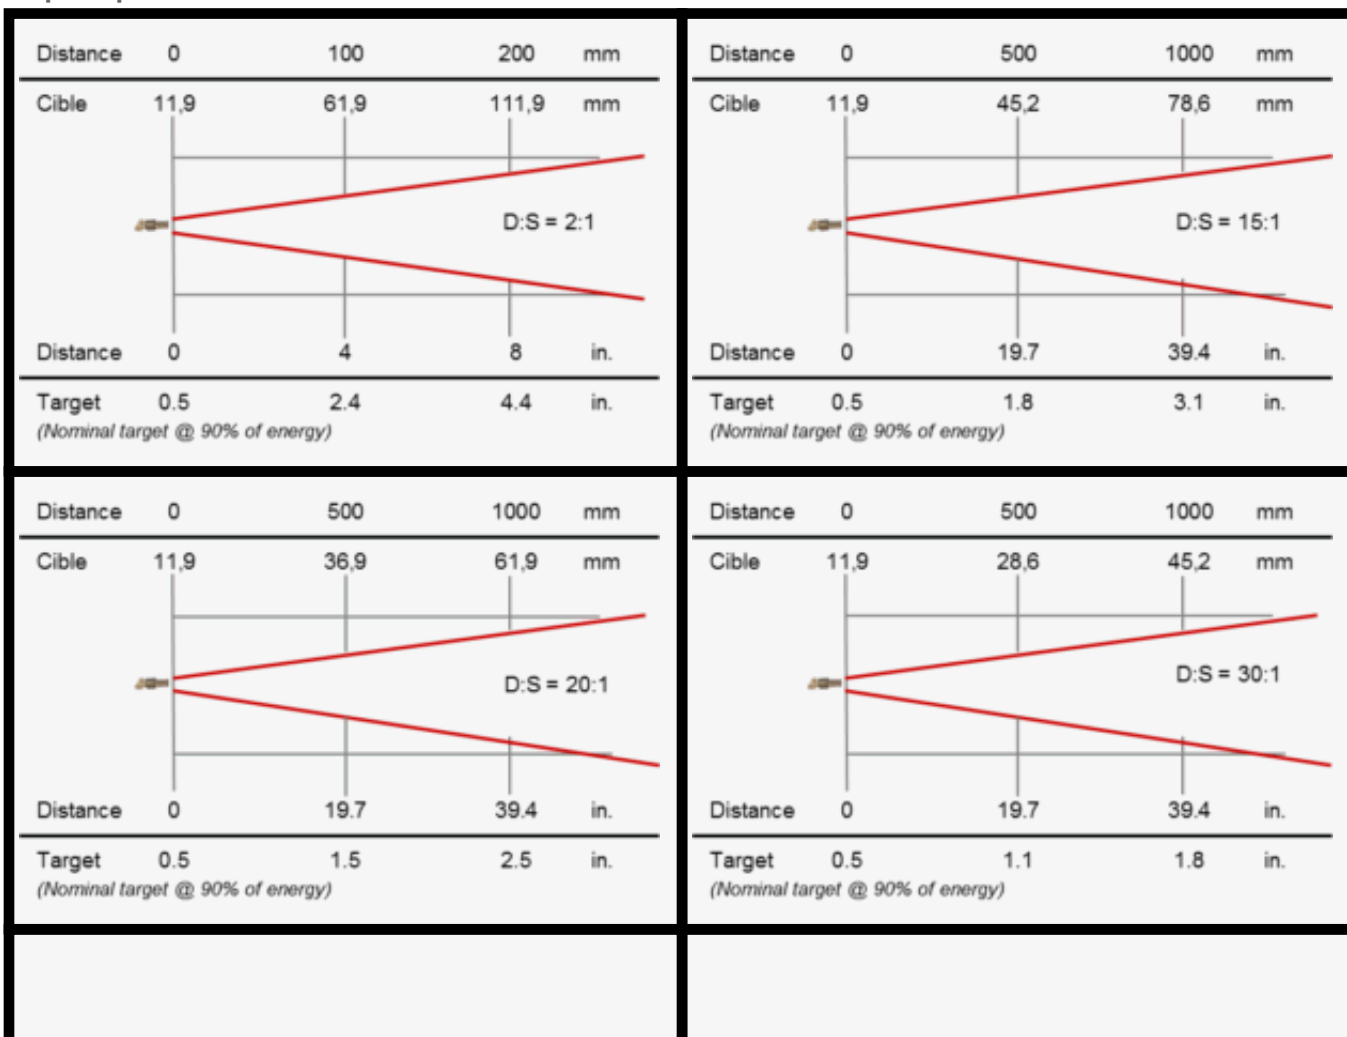 Distance 0 100 200 mm
Cible 11,9 61,9 111,9 mm
D:S = 2:1
Distance 0 4 8 in.
Target 0.5 2.4 4.4 in.
(Nominal target @ 90% of energy)
Distance 0 500 1000 mm
Cible 11,9 45,2 78,6 mm
D:S = 15:1
Distance 0 19.7 39.4 in.
Target 0.5 1.8 3.1 in.
(Nominal target @ 90% of energy)
Distance 0 500 1000 mm
Cible 11,9 36,9 61,9 mm
D:S = 20:1
Distance 0 19.7 39.4 in.
Target 0.5 1.5 2.5 in.
(Nominal target @ 90% of energy)
Distance 0 500 1000 mm
Cible 11,9 28,6 45,2 mm
D:S = 30:1
Distance 0 19.7 39.4 in.
Target 0.5 1.1 1.8 in.
(Nominal target @ 90% of energy)